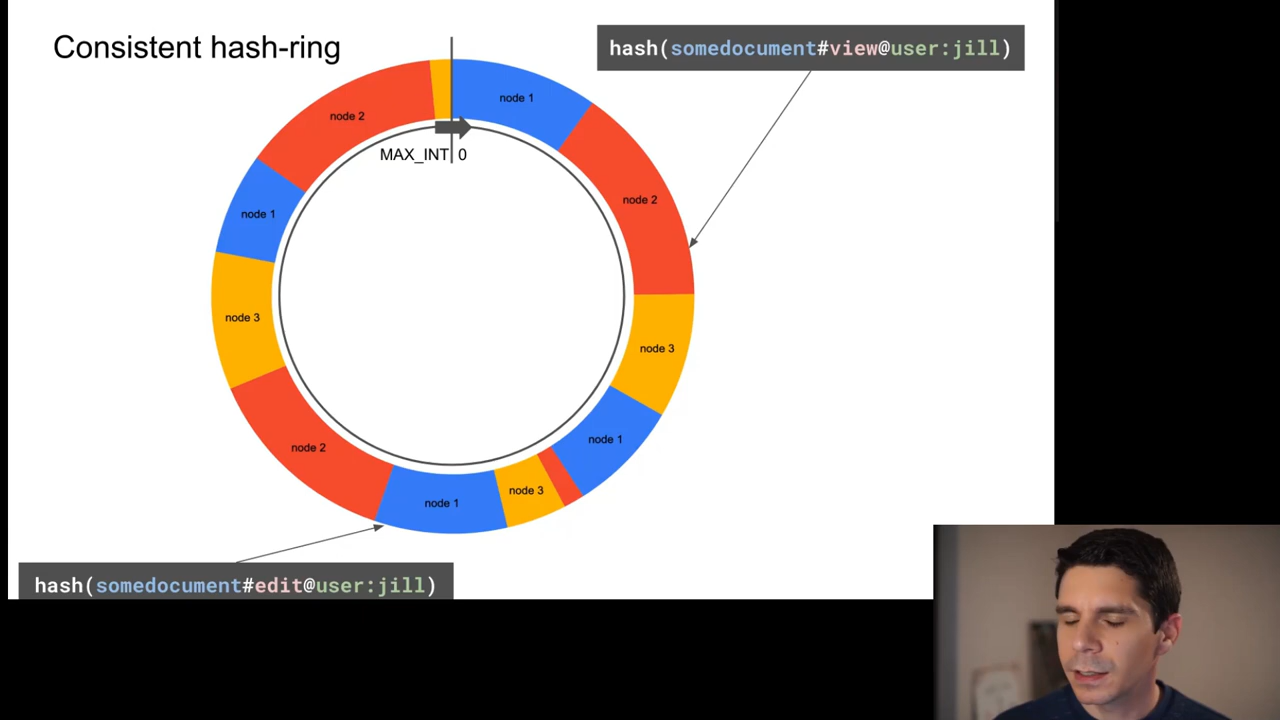 Consistent hash-ring
hash(somedocument#view@user:jill)
node 1
node 2
MAX_INT 0
node 2
node 1
node 3
node 3
node 1
node 2
node 3
node 1
hash(somedocument#edit@user:jill)